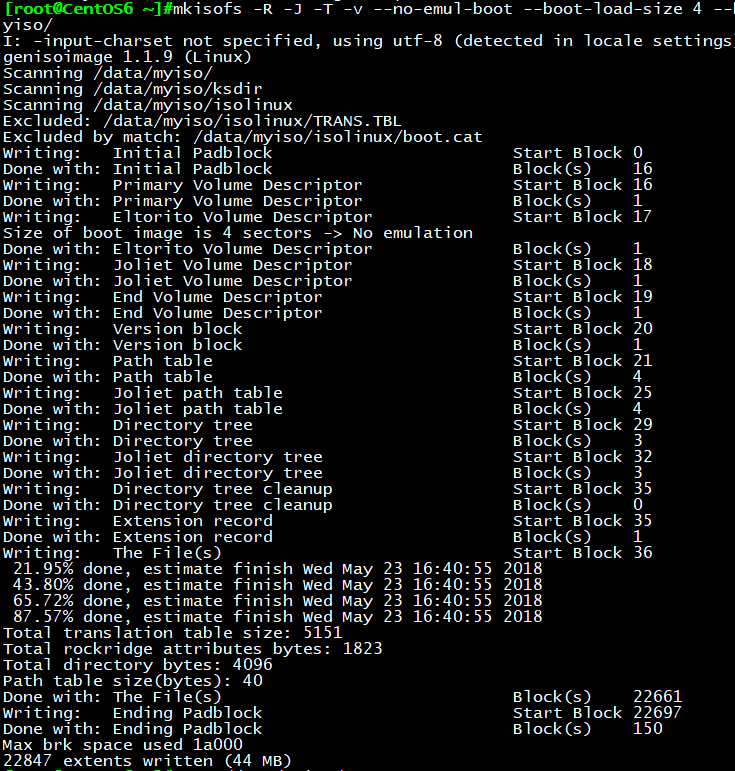 [root@CentOS6 ~]#mkisofs -R -J -T -v --no-emul-boot --boot-load-size 4
yiso/
I: -input-charset not specified, using utf-8 (detected in locale settings)
genisoimage 1.1.9 (Linux)
Scanning /data/myiso/
Scanning /data/myiso/ksdir
Scanning /data/myiso/isolinux
Excluded: /data/myiso/isolinux/TRANS.TBL
Excluded by match: /data/myiso/isolinux/boot.cat
Writing:   Initial Padblock                        Start Block 0
Done with: Initial Padblock                        Block(s)    16
Writing:   Primary Volume Descriptor               Start Block 16
Done with: Primary Volume Descriptor               Block(s)    1
Writing:   Eltorito Volume Descriptor              Start Block 17
Size of boot image is 4 sectors -> No emulation
Done with: Eltorito Volume Descriptor              Block(s)    1
Writing:   Joliet Volume Descriptor                Start Block 18
Done with: Joliet Volume Descriptor                Block(s)    1
Writing:   End Volume Descriptor                   Start Block 19
Done with: End Volume Descriptor                   Block(s)    1
Writing:   Version block                           Start Block 20
Done with: Version block                           Block(s)    1
Writing:   Path table                              Start Block 21
Done with: Path table                              Block(s)    4
Writing:   Joliet path table                       Start Block 25
Done with: Joliet path table                       Block(s)    4
Writing:   Directory tree                          Start Block 29
Done with: Directory tree                          Block(s)    3
Writing:   Joliet directory tree                   Start Block 32
Done with: Joliet directory tree                   Block(s)    3
Writing:   Directory tree cleanup                  Start Block 35
Done with: Directory tree cleanup                  Block(s)    0
Writing:   Extension record                        Start Block 35
Done with: Extension record                        Block(s)    1
Writing:   The File(s)                             Start Block 36
 21.95% done, estimate finish Wed May 23 16:40:55 2018
 43.80% done, estimate finish Wed May 23 16:40:55 2018
 65.72% done, estimate finish Wed May 23 16:40:55 2018
 87.57% done, estimate finish Wed May 23 16:40:55 2018
Total translation table size: 5151
Total rockridge attributes bytes: 1823
Total directory bytes: 4096
Path table size(bytes): 40
Done with: The File(s)                             Block(s)    22661
Writing:   Ending Padblock                         Start Block 22697
Done with: Ending Padblock                         Block(s)    150
Max brk space used 1a000
22847 extents written (44 MB)